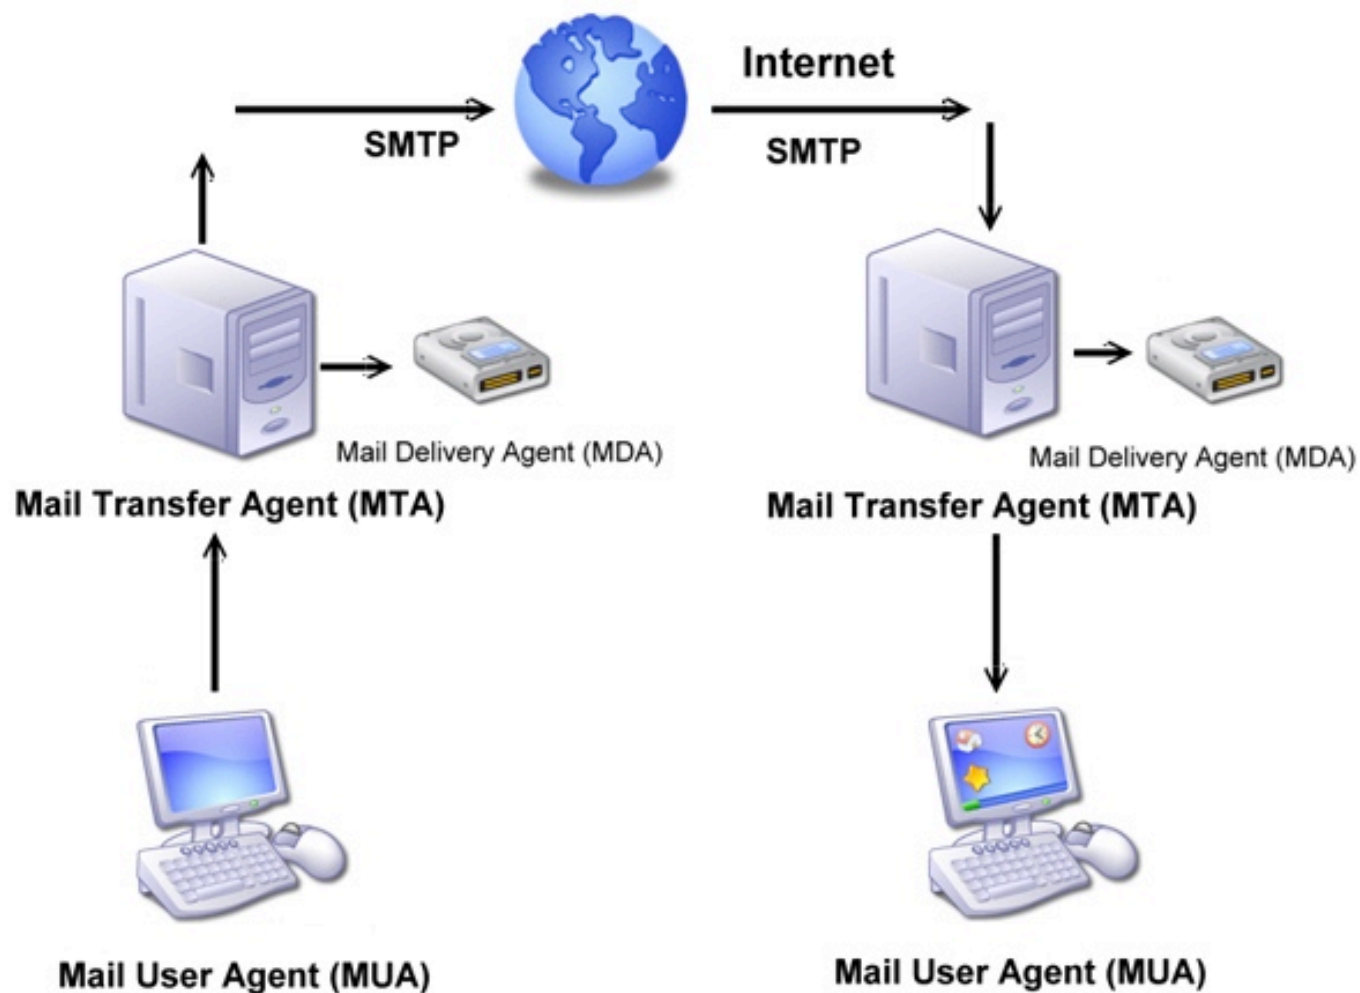 Internet
SMTP
SMTP
Mail Delivery Agent (MDA)
Mail Delivery Agent (MDA)
Mail Transfer Agent (MTA)
Mail Transfer Agent (MTA)
Mail User Agent (MUA)
Mail User Agent (MUA)